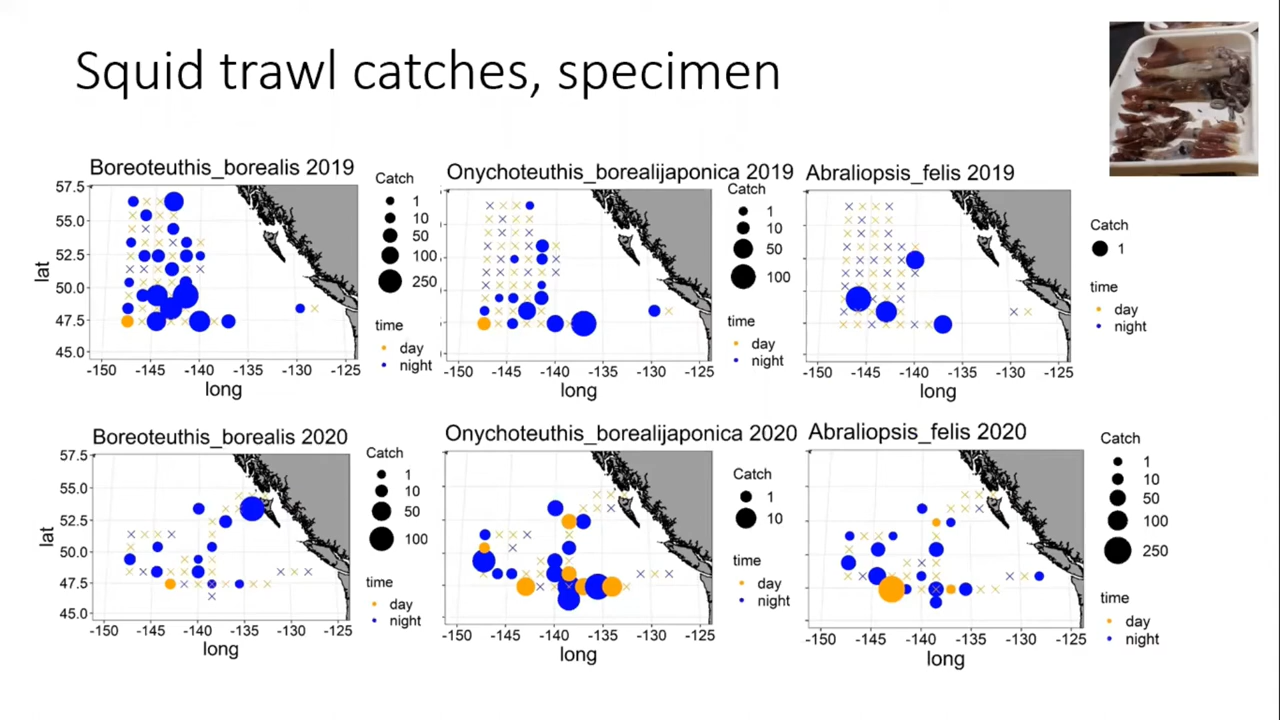 Squid trawl catches, specimen
Boreoteuthis_borealis 2019
57.5
55.0
52.5
50.0
47.5
45.0
lat
-150 -145 -140 -135 -130 -125
long
Catch
1
10
50
100
250
time
day
night
Onychoteuthis_borealijaponica 2019
-150 -145 -140 -135 -130 -125
long
Catch
1
10
50
100
time
day
night
Abraliopsis_felis 2019
-150 -145 -140 -135 -130 -125
long
Catch
1
time
day
night
Boreoteuthis_borealis 2020
57.5
55.0
52.5
50.0
47.5
45.0
lat
-150 -145 -140 -135 -130 -125
long
Catch
1
10
50
100
time
day
night
Onychoteuthis_borealijaponica 2020
-150 -145 -140 -135 -130 -125
long
Catch
1
10
time
day
night
Abraliopsis_felis 2020
-150 -145 -140 -135 -130 -125
long
Catch
1
10
50
100
250
time
day
night